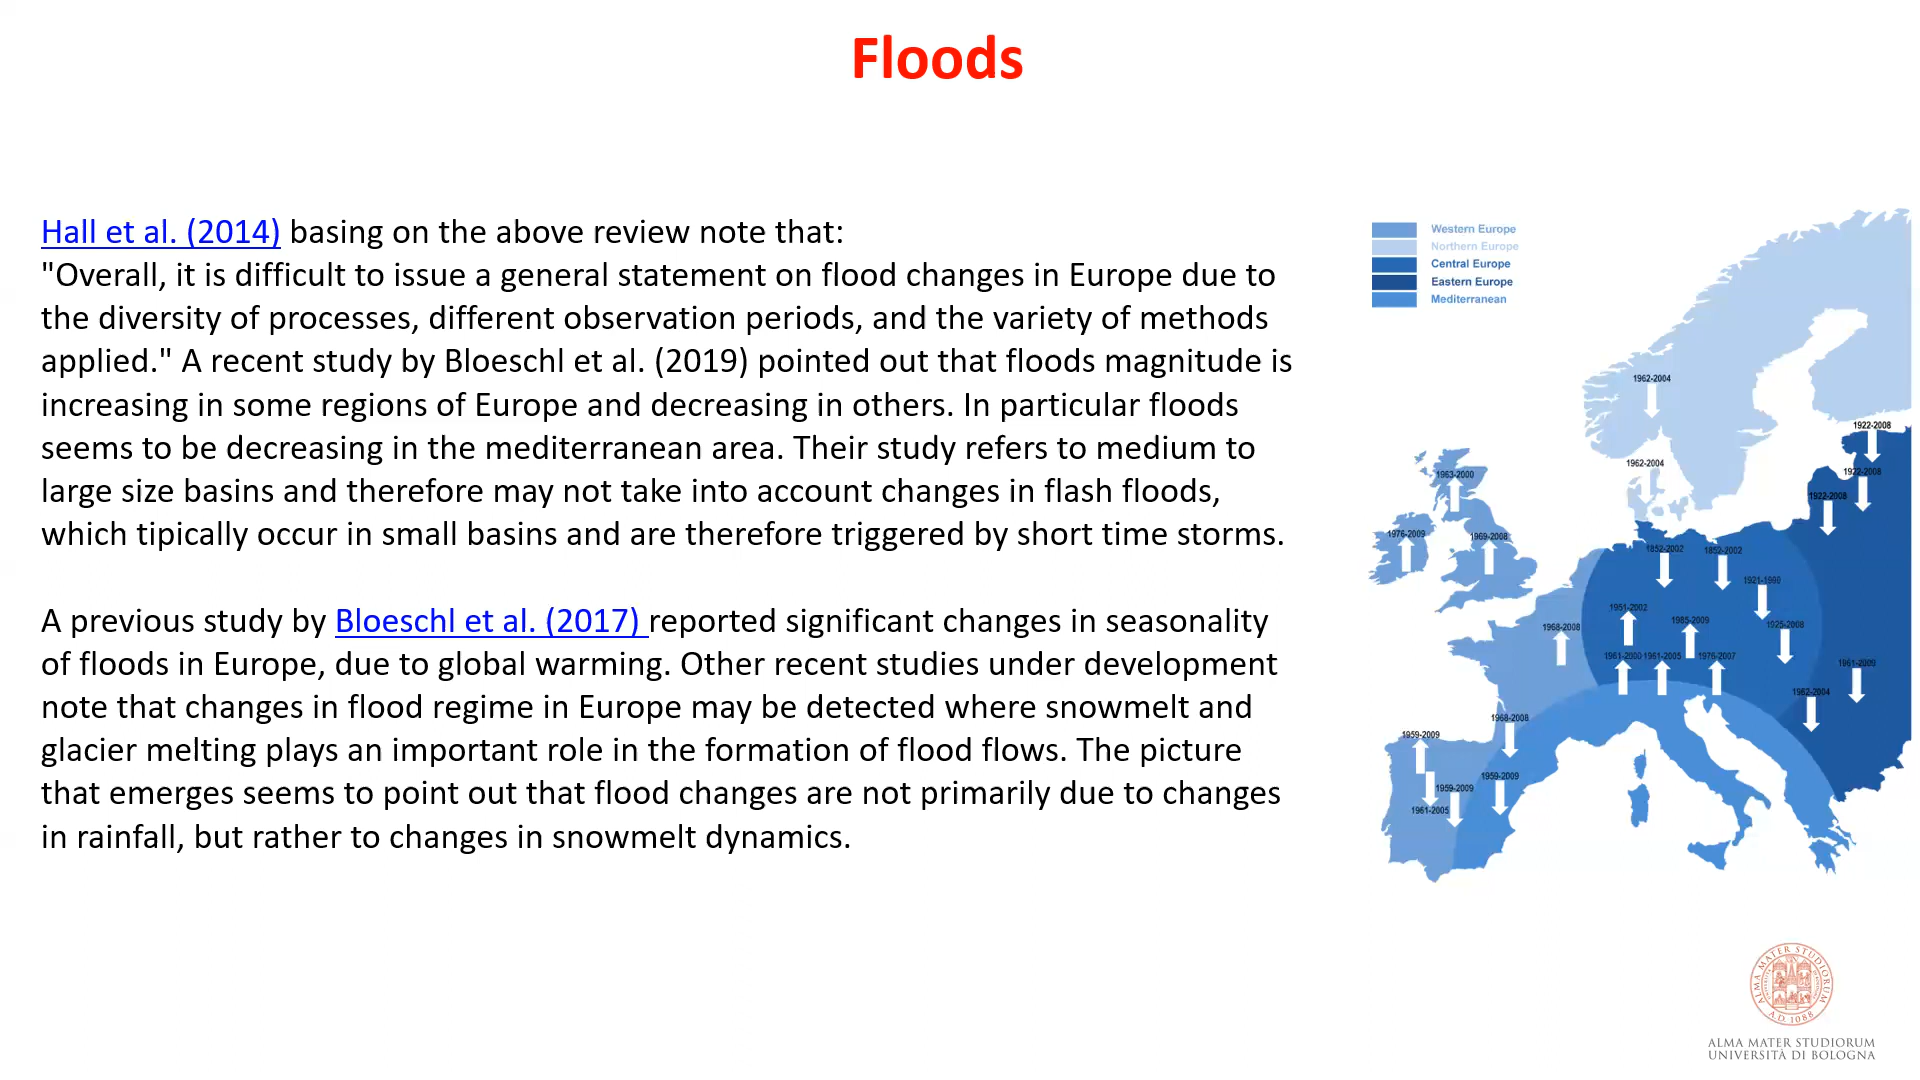 Floods
Hall et al. (2014) basing on the above review note that:
"Overall, it is difficult to issue a general statement on flood changes in Europe due to
the diversity of processes, different observation periods, and the variety of methods
applied." A recent study by Bloeschl et al. (2019) pointed out that floods magnitude is
increasing in some regions of Europe and decreasing in others. In particular floods
seems to be decreasing in the mediterranean area. Their study refers to medium to
large size basins and therefore may not take into account changes in flash floods,
which tipically occur in small basins and are therefore triggered by short time storms.
A previous study by Bloeschl et al. (2017) reported significant changes in seasonality
of floods in Europe, due to global warming. Other recent studies under development
note that changes in flood regime in Europe may be detected where snowmelt and
glacier melting plays an important role in the formation of flood flows. The picture
that emerges seems to point out that flood changes are not primarily due to changes
in rainfall, but rather to changes in snowmelt dynamics.
Western Europe
Northern Europe
Central Europe
Eastern Europe
Mediterranean
1962-2004
1922-2008
1962-2004
1922-2008
1963-2000
1922-2008
1976-2009
1969-2008
1852-2002
1852-2002
1951-2002
1985-2009
1925-2008
1968-2008
1961-2000
1961-2005
1976-2007
1962-2004
1968-2008
1959-2009
1959-2009
1959-2009
1961-2005
ALMA MATER STUDIORUM
A.D. 1088
ALMA MATER STUDIORUM
UNIVERSITÀ DI BOLOGNA